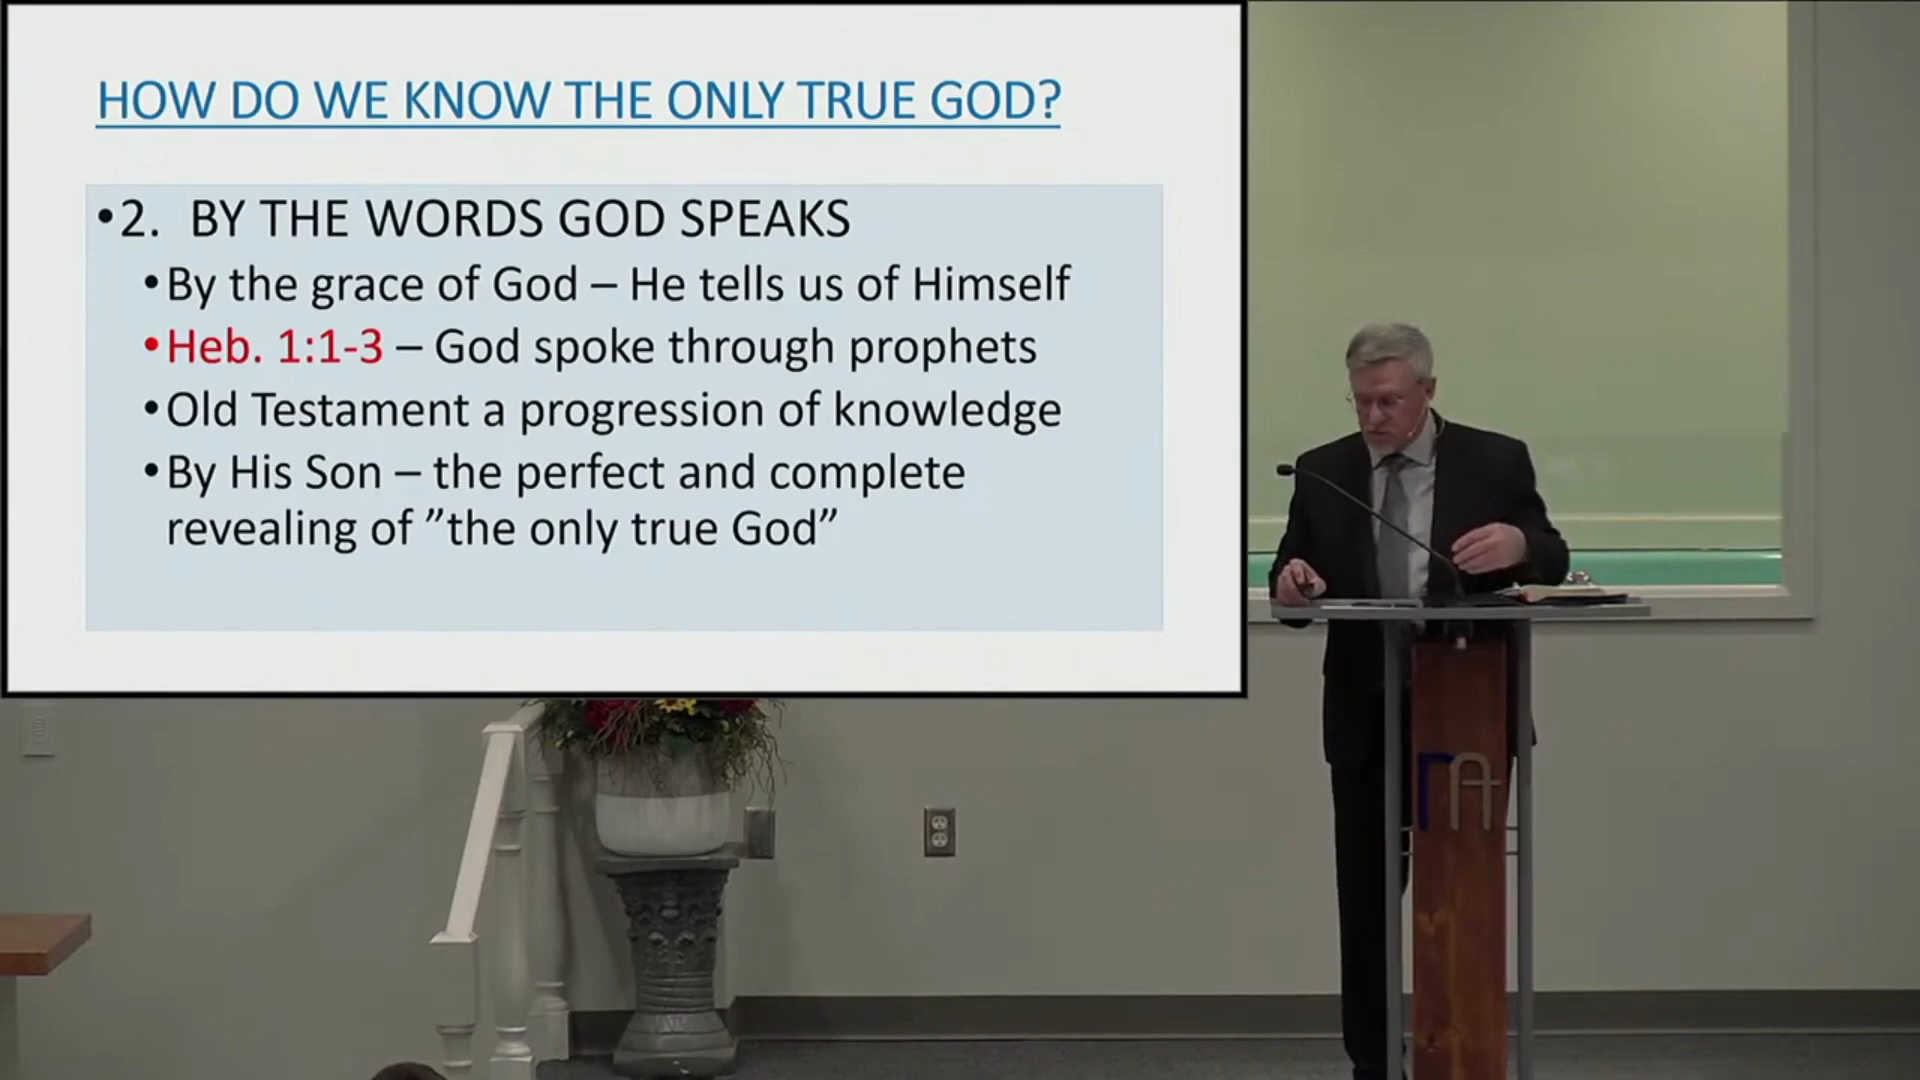 HOW DO WE KNOW THE ONLY TRUE GOD?
•2. BY THE WORDS GOD SPEAKS
•By the grace of God – He tells us of Himself
•Heb. 1:1-3 – God spoke through prophets
•Old Testament a progression of knowledge
•By His Son – the perfect and complete
revealing of ”the only true God”